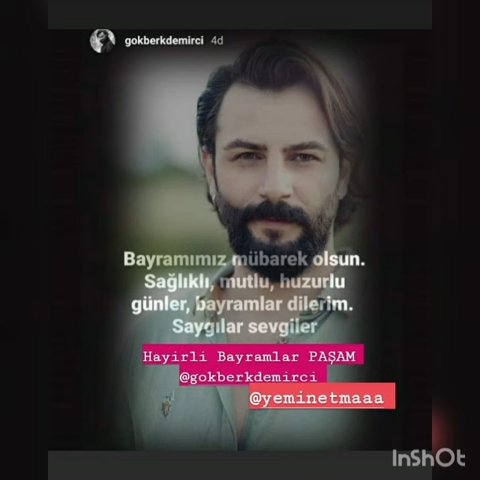 gokberkdemirci 4d
Bayramımız mübarek olsun.
Sağlıklı, mutlu, huzurlu
günler, bayramlar dilerim.
Saygılar sevgiler
Hayirli Bayramlar PAŞAM
@gokberkdemirci
@yeminetmaaa
InShOt